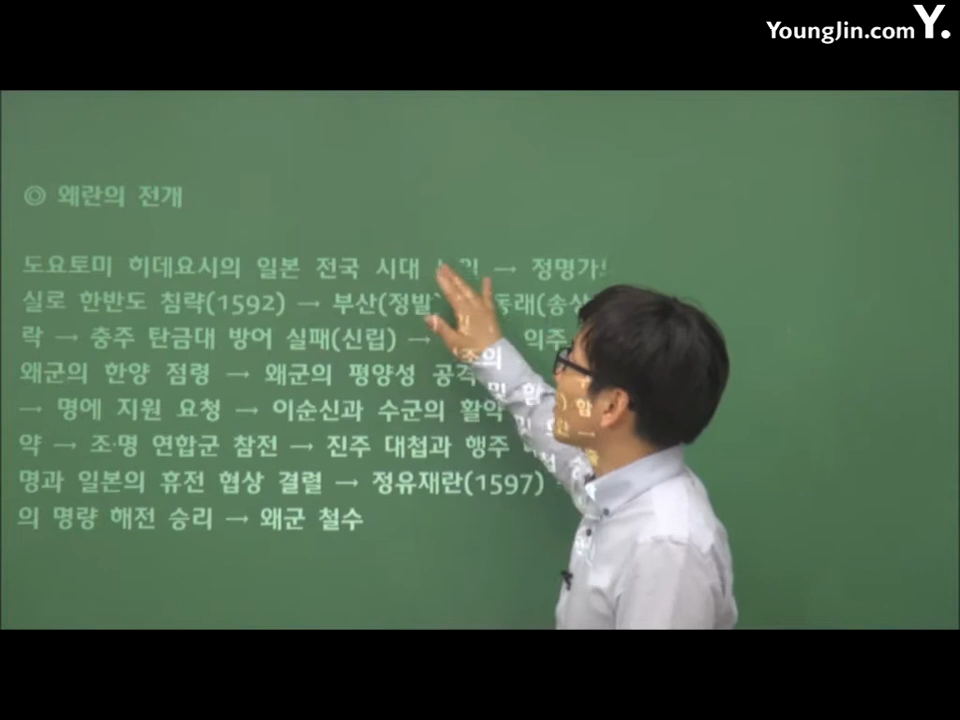 YoungJin.com Y.
◎ 왜란의 전개
도요토미 히데요시의 일본 전국 시대 → 정명가
실로 한반도 침략(1592) → 부산(정발) 동래(송상
락 → 충주 탄금대 방어 실패(신립) → 의주
왜군의 한양 점령 → 왜군의 평양성 공격
→ 명에 지원 요청 → 이순신과 수군의 활약 및
약 → 조·명 연합군 참전 → 진주 대첩과 행주
명과 일본의 휴전 협상 결렬 → 정유재란(1597)
의 명량 해전 승리 → 왜군 철수